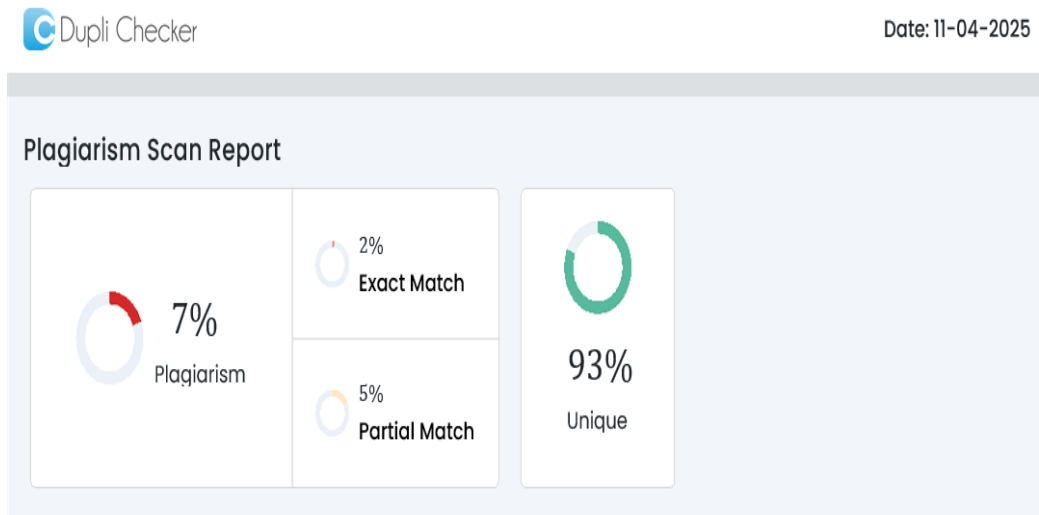 Dupli Checker
Date: 11-04-2025
Plagiarism Scan Report
7%
Plagiarism
2%
Exact Match
5%
Partial Match
93%
Unique